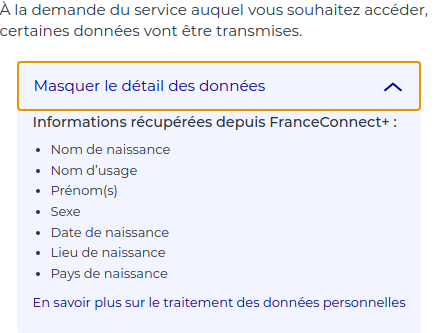 À la demande du service auquel vous souhaitez accéder,
certaines données vont être transmises.
Masquer le détail des données
Informations récupérées depuis FranceConnect+ :
Nom de naissance
Nom d’usage
Prénom(s)
Sexe
Date de naissance
Lieu de naissance
Pays de naissance
En savoir plus sur le traitement des données personnelles